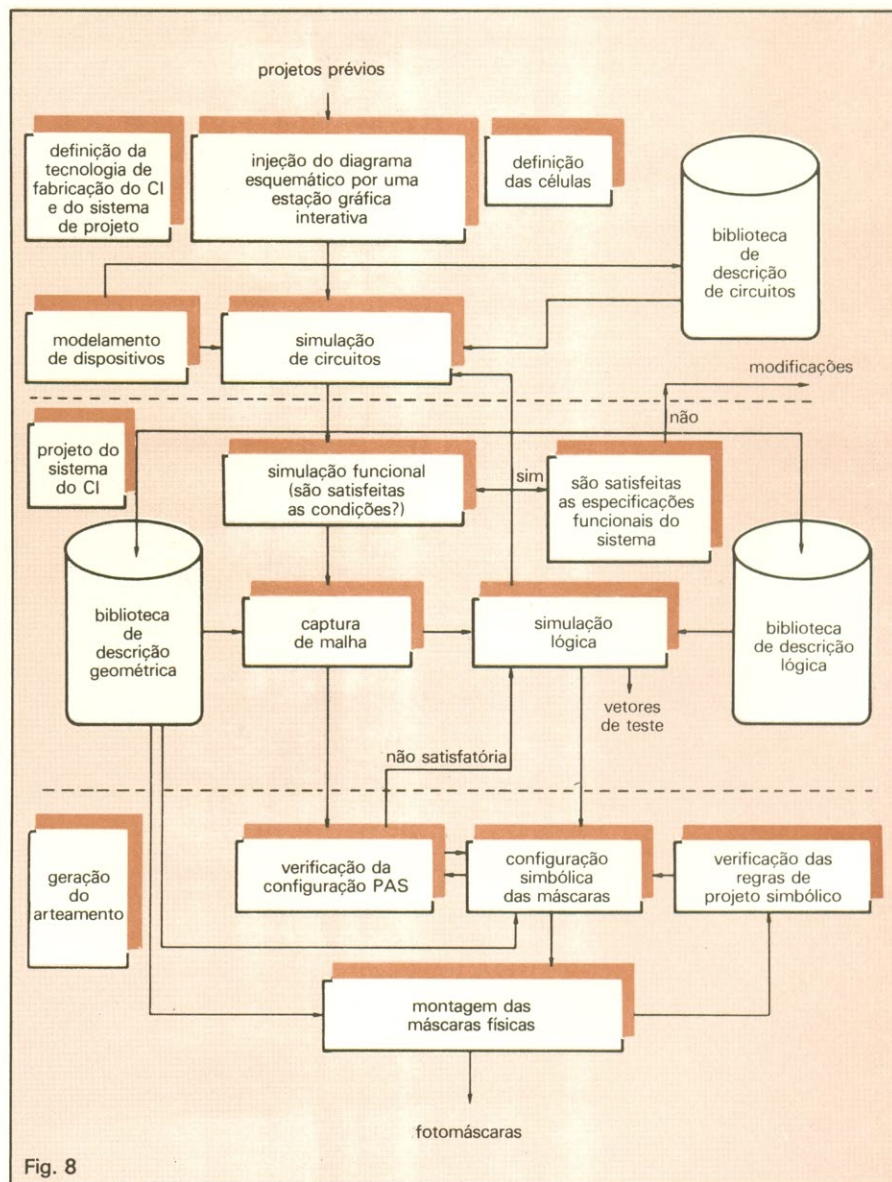 projetos prévios
definição da
tecnologia de
fabricação do CI
e do sistema
de projeto
injeção do diagrama
esquemático por uma
estação gráfica
interativa
definição
das células
biblioteca
de
descrição
de circuitos
modelamento
de dispositivos
simulação
de circuitos
modificações
não
projeto do
sistema
do CI
simulação funcional
(são satisfeitas
as condições?)
sim
são satisfeitas
as especificações
funcionais do
sistema
biblioteca
de
descrição
geométrica
captura
de malha
simulação
lógica
biblioteca
de descrição
lógica
vetores
de teste
não satisfatória
geração
do
arteamento
verificação da
configuração PAS
configuração
simbólica
das máscaras
verificação das
regras de
projeto simbólico
montagem das
máscaras físicas
fotomáscaras
Fig. 8